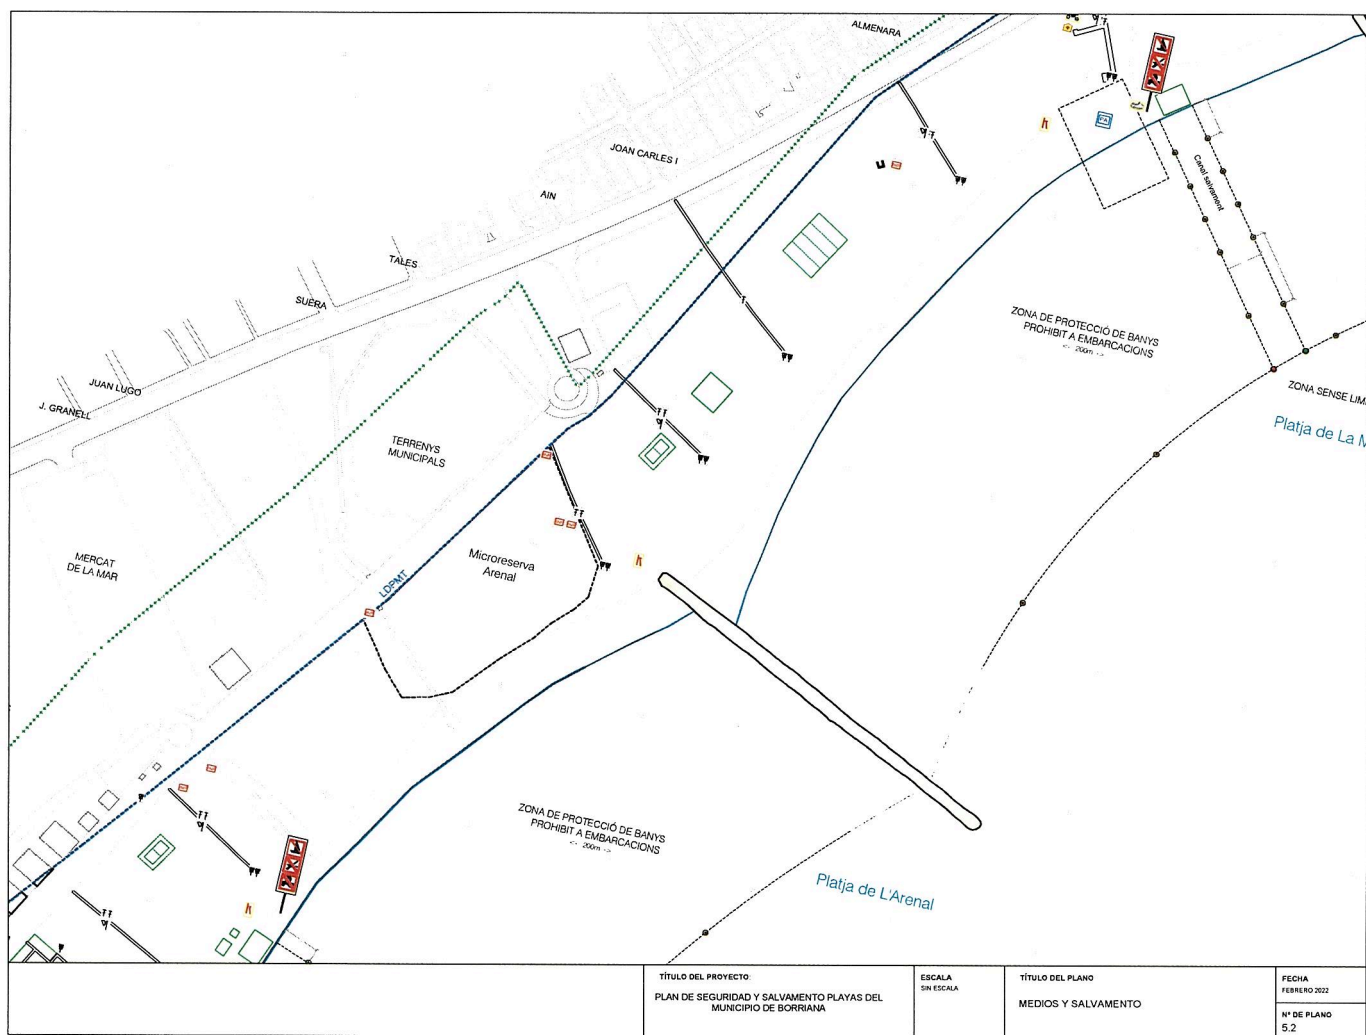 ALMENARA
JOAN CARLES I
AIN
TALES
SUERA
JUAN LUGO
J. GRANELL
Canal salvament
ZONA DE PROTECCIÓ DE BANYS
PROHIBIT A EMBARCACIONS
<- 200m ->
ZONA SENSE LIM
Platja de La M
TERRENYS
MUNICIPALS
MERCAT
DE LA MAR
Microreserva
Arenal
LDPMT
ZONA DE PROTECCIÓ DE BANYS
PROHIBIT A EMBARCACIONS
<- 200m ->
Platja de L'Arenal
TÍTULO DEL PROYECTO:
PLAN DE SEGURIDAD Y SALVAMENTO PLAYAS DEL
MUNICIPIO DE BORRIANA
ESCALA
SIN ESCALA
TÍTULO DEL PLANO
MEDIOS Y SALVAMENTO
FECHA
FEBRERO 2022
Nº DE PLANO
5.2